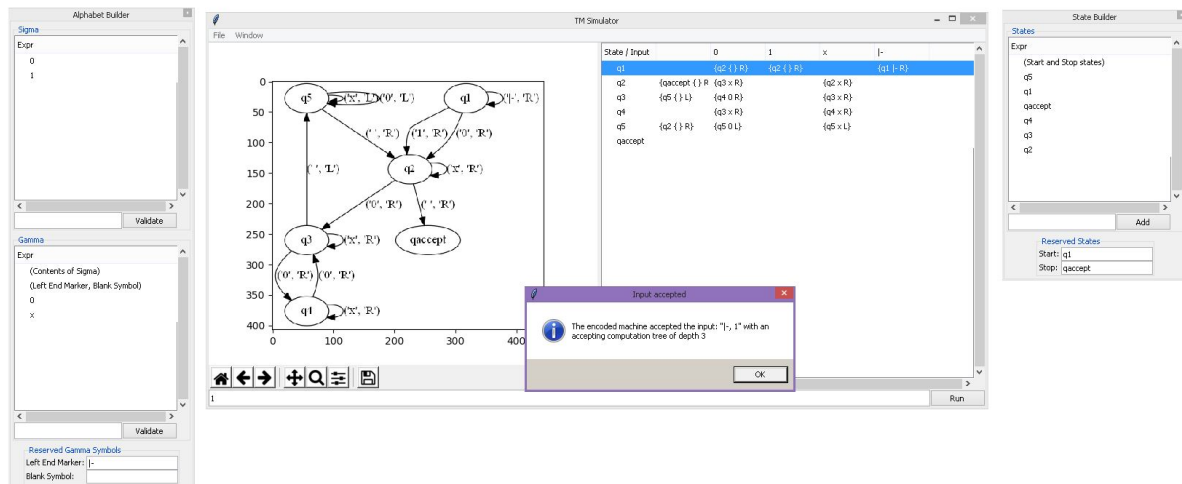 Alphabet Builder
Sigma
Expr
0
1
Validate
Gamma
Expr
(Contents of Sigma)
(Left End Marker, Blank Symbol)
0
x
Validate
Reserved Gamma Symbols
Left End Marker: |-
Blank Symbol:
TM Simulator
File Window
0
50
100
150
200
250
300
350
400
0 100 200 300 400
q5 ('x', 'L') ('0', 'L') q1 ('|-', 'R')
(' ', 'R') ('1', 'R') ('0', 'R')
(' ', 'L') q2 ('x', 'R')
('0', 'R') (' ', 'R')
q3 ('x', 'R') qaccept
('0', 'R') ('0', 'R')
q4 ('x', 'R')
State / Input 0 1 x |-
q1 {q2 { } R} {q2 { } R} {q1 |- R}
q2 {qaccept { } R {q3 x R} {q2 x R}
q3 {q5 { } L} {q4 0 R} {q3 x R}
q4 {q3 x R} {q4 x R}
q5 {q2 { } R} {q5 0 L} {q5 x L}
qaccept
Input accepted
The encoded machine accepted the input: "|-, 1" with an
accepting computation tree of depth 3
OK
1 Run
State Builder
States
Expr
(Start and Stop states)
q5
q1
qaccept
q4
q3
q2
Add
Reserved States
Start: q1
Stop: qaccept